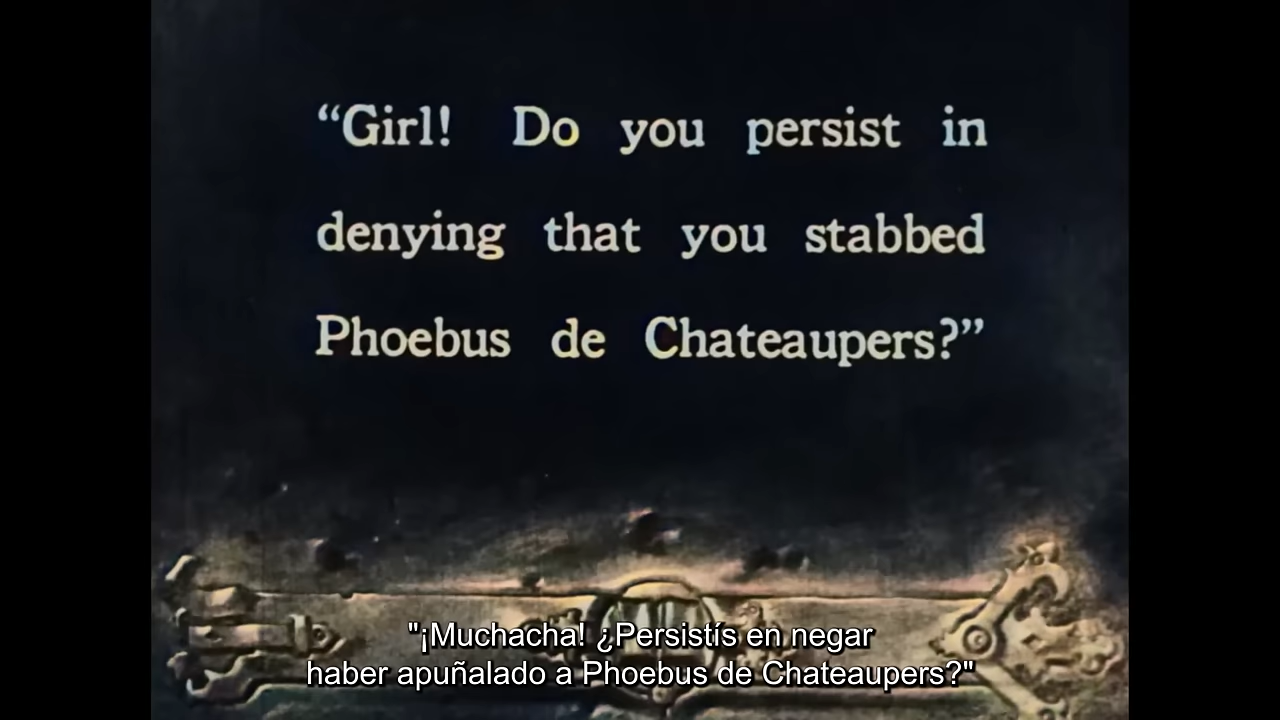 “Girl! Do you persist in
denying that you stabbed
Phoebus de Chateaupers?”
"¡Muchacha! ¿Persistís en negar
haber apuñalado a Phoebus de Chateaupers?"